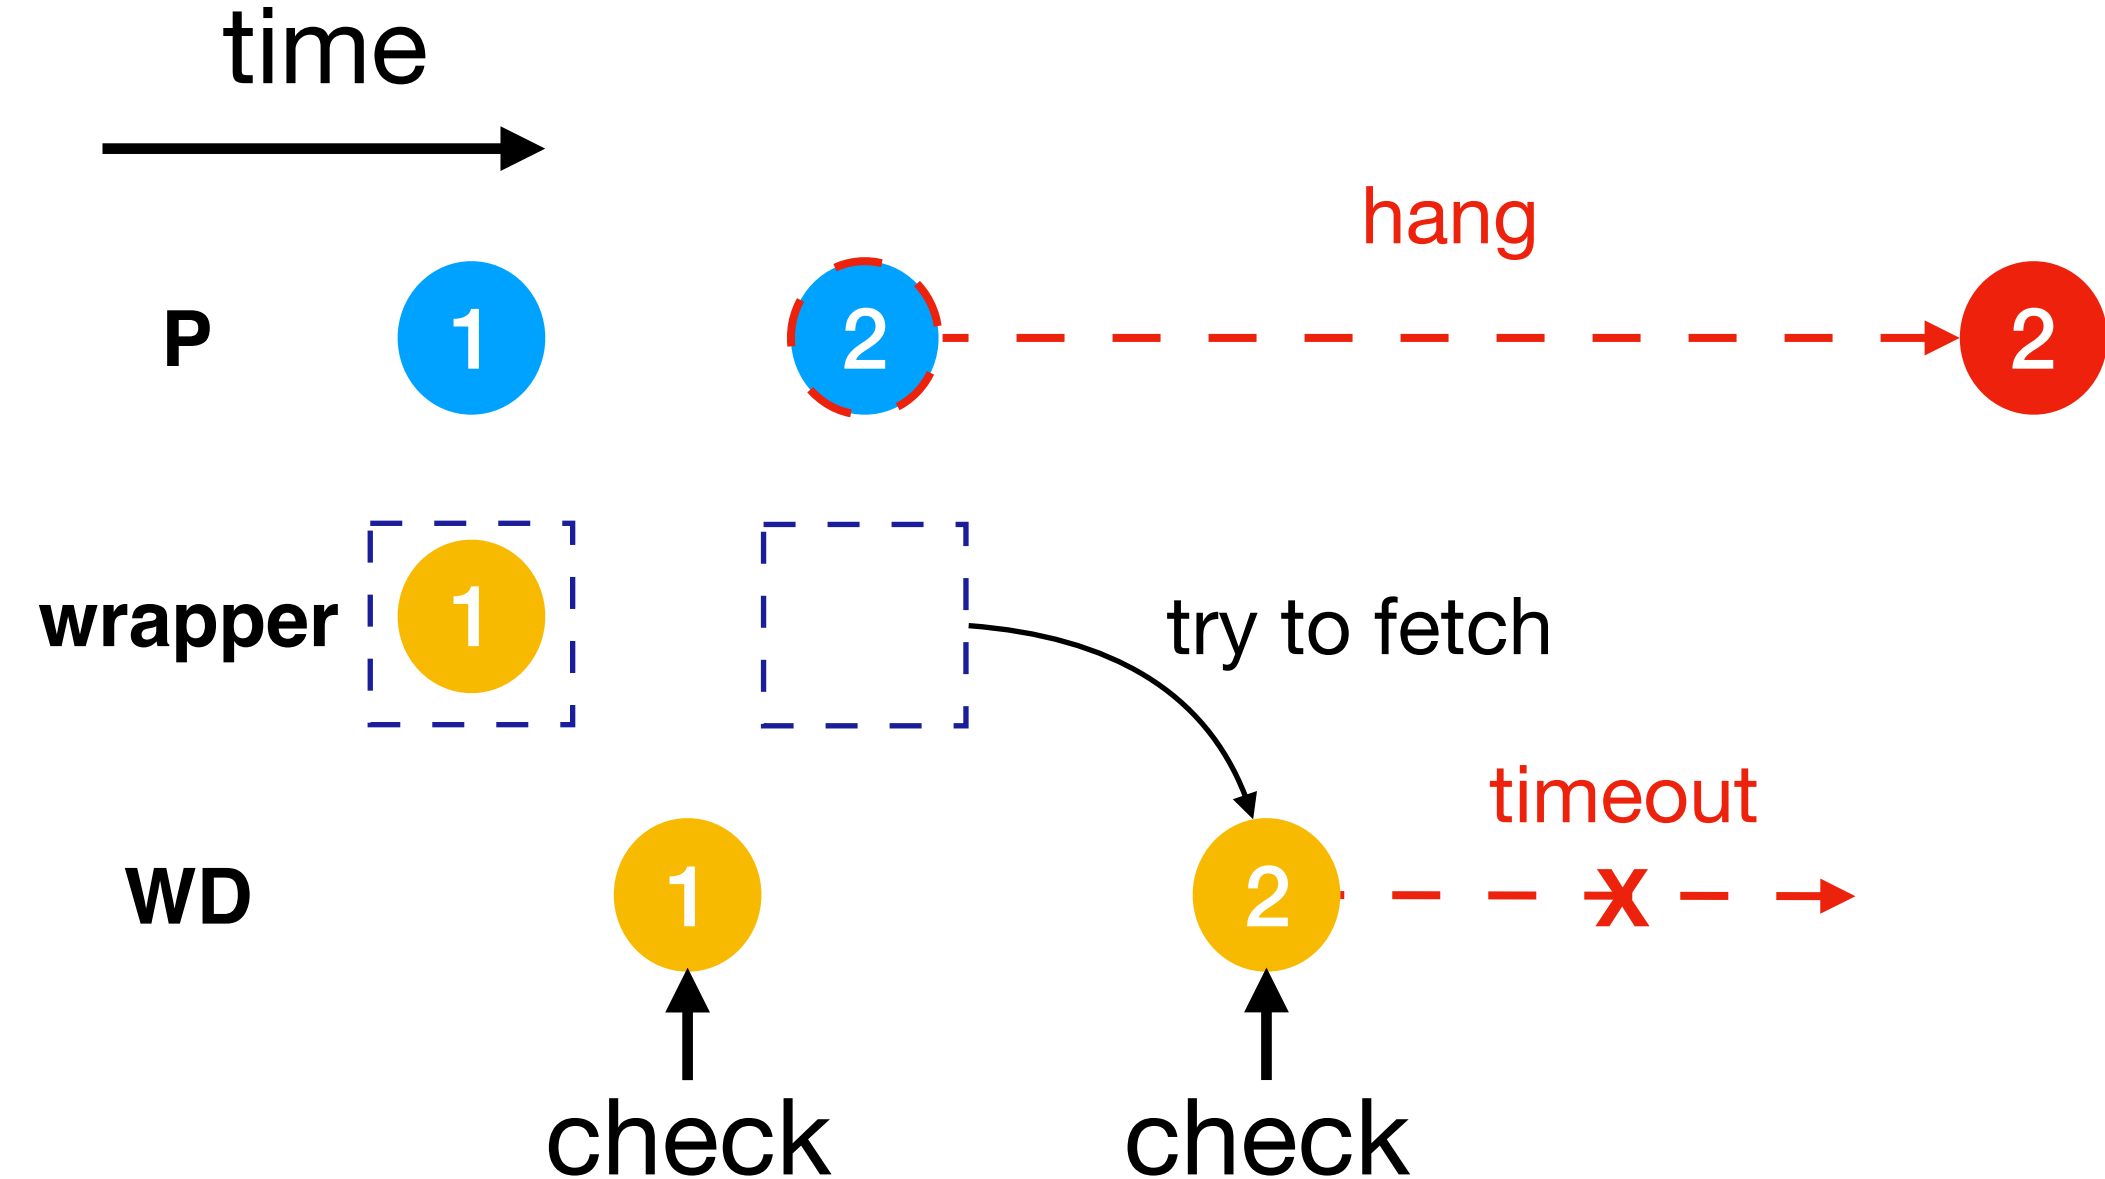 time
hang
P
1
2
2
wrapper
1
try to fetch
timeout
WD
1
2
X
check
check